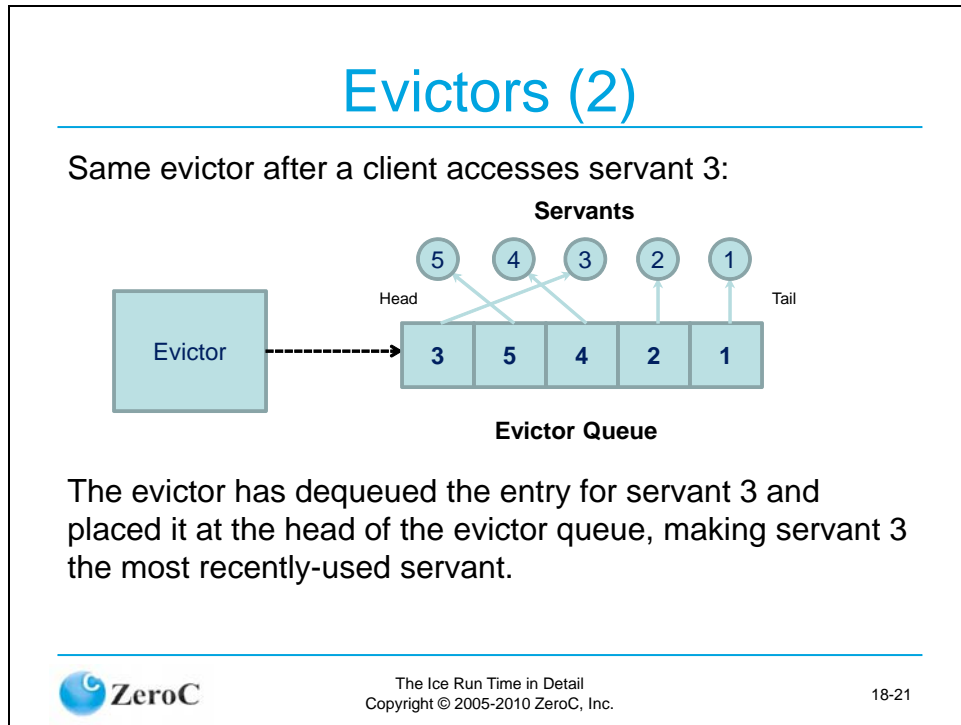 Evictors (2)
Same evictor after a client accesses servant 3:
Servants
5 4 3 2 1
Head
Tail
Evictor
3 5 4 2 1
Evictor Queue
The evictor has dequeued the entry for servant 3 and
placed it at the head of the evictor queue, making servant 3
the most recently-used servant.
ZeroC
The Ice Run Time in Detail
Copyright © 2005-2010 ZeroC, Inc.
18-21